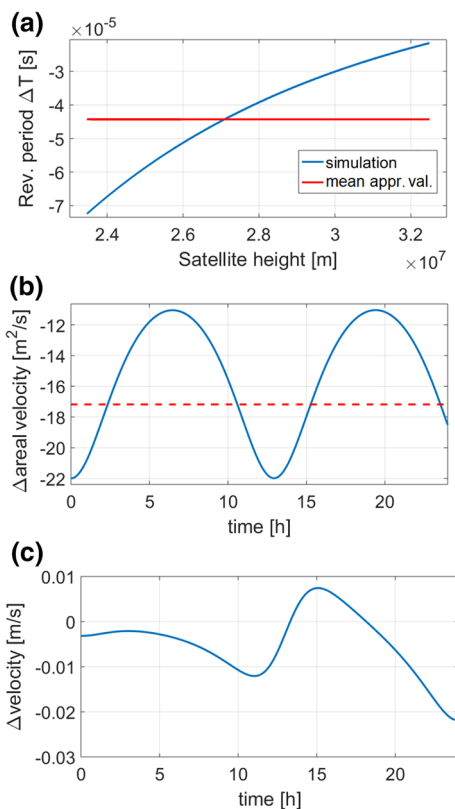 (a)
×10⁻⁵
Rev. period ΔT [s]
-3
-4
-5
-6
-7
simulation
mean appr. val.
2.4 2.6 2.8 3 3.2
Satellite height [m]
×10⁷
(b)
Δareal velocity [m²/s]
-12
-14
-16
-18
-20
-22
0 5 10 15 20
time [h]
(c)
Δvelocity [m/s]
0.01
0
-0.01
-0.02
-0.03
0 5 10 15 20
time [h]